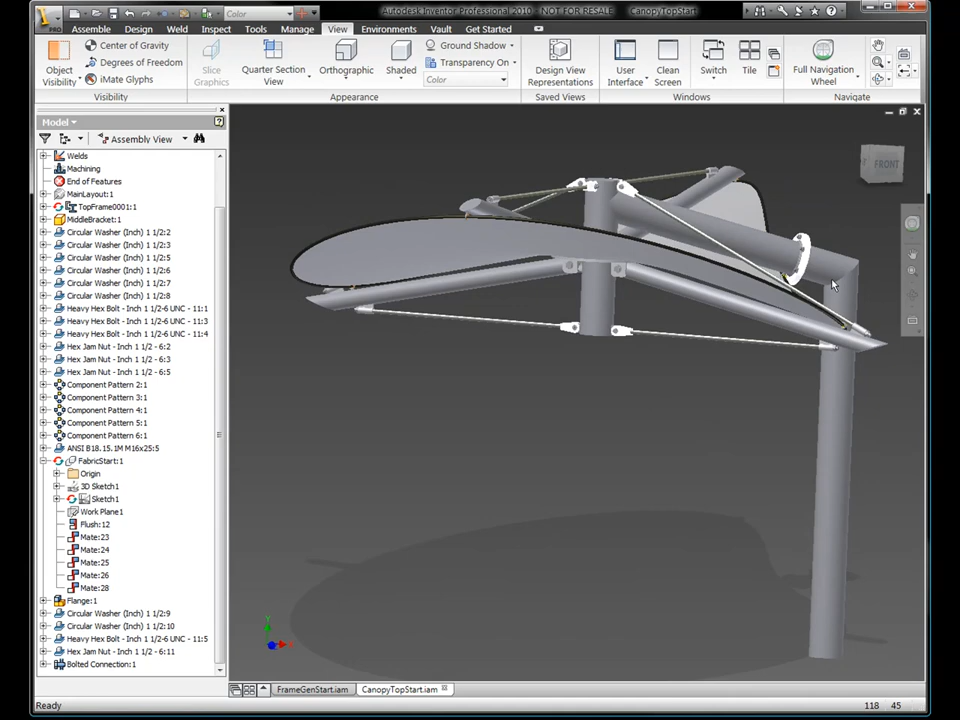 Color
Autodesk Inventor Professional 2010 - NOT FOR RESALE CanopyTopStart
PRO
Assemble Design Weld Inspect Tools Manage View Environments Vault Get Started
Object Visibility
Center of Gravity
Degrees of Freedom
iMate Glyphs
Slice Graphics
Quarter Section View
Orthographic
Shaded
Ground Shadow
Transparency On
Color
Design View Representations
User Interface
Clean Screen
Switch
Tile
Full Navigation Wheel
Visibility Appearance Saved Views Windows Navigate
Model
Assembly View
Welds
Machining
End of Features
MainLayout:1
TopFrame0001:1
MiddleBracket:1
Circular Washer (Inch) 1 1/2:2
Circular Washer (Inch) 1 1/2:3
Circular Washer (Inch) 1 1/2:5
Circular Washer (Inch) 1 1/2:6
Circular Washer (Inch) 1 1/2:7
Circular Washer (Inch) 1 1/2:8
Heavy Hex Bolt - Inch 1 1/2-6 UNC - 11:1
Heavy Hex Bolt - Inch 1 1/2-6 UNC - 11:3
Heavy Hex Bolt - Inch 1 1/2-6 UNC - 11:4
Hex Jam Nut - Inch 1 1/2 - 6:2
Hex Jam Nut - Inch 1 1/2 - 6:3
Hex Jam Nut - Inch 1 1/2 - 6:5
Component Pattern 2:1
Component Pattern 3:1
Component Pattern 4:1
Component Pattern 5:1
Component Pattern 6:1
ANSI B18.15.1M M16x25:5
FabricStart:1
Origin
3D Sketch1
Sketch1
Work Plane1
Flush:12
Mate:23
Mate:24
Mate:25
Mate:26
Mate:28
Flange:1
Circular Washer (Inch) 1 1/2:9
Circular Washer (Inch) 1 1/2:10
Heavy Hex Bolt - Inch 1 1/2-6 UNC - 11:5
Hex Jam Nut - Inch 1 1/2 - 6:11
Bolted Connection:1
FRONT
FrameGenStart.iam CanopyTopStart.iam
Ready 118 45